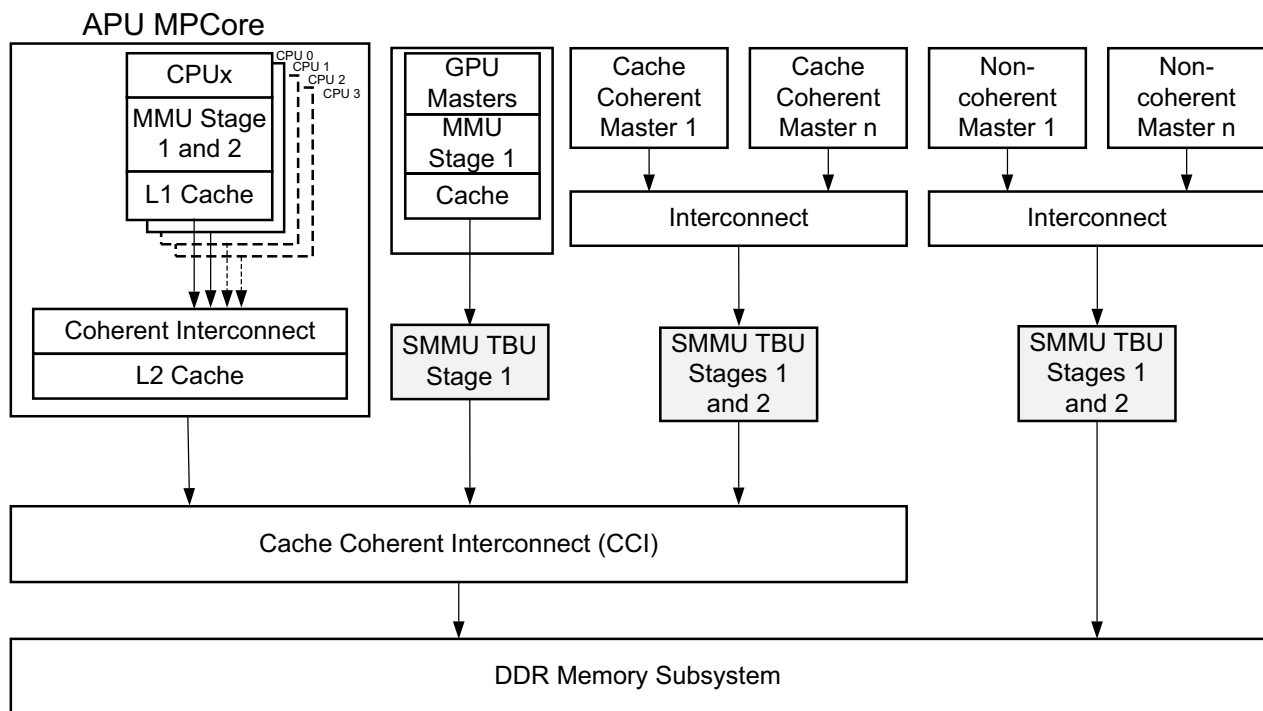 APU MPCore
CPU 0
CPU 1
CPU 2
CPU 3
CPUx
MMU Stage
1 and 2
L1 Cache
Coherent Interconnect
L2 Cache
GPU
Masters
MMU
Stage 1
Cache
SMMU TBU
Stage 1
Cache
Coherent
Master 1
Cache
Coherent
Master n
Interconnect
SMMU TBU
Stages 1
and 2
Non-
coherent
Master 1
Non-
coherent
Master n
Interconnect
SMMU TBU
Stages 1
and 2
Cache Coherent Interconnect (CCI)
DDR Memory Subsystem